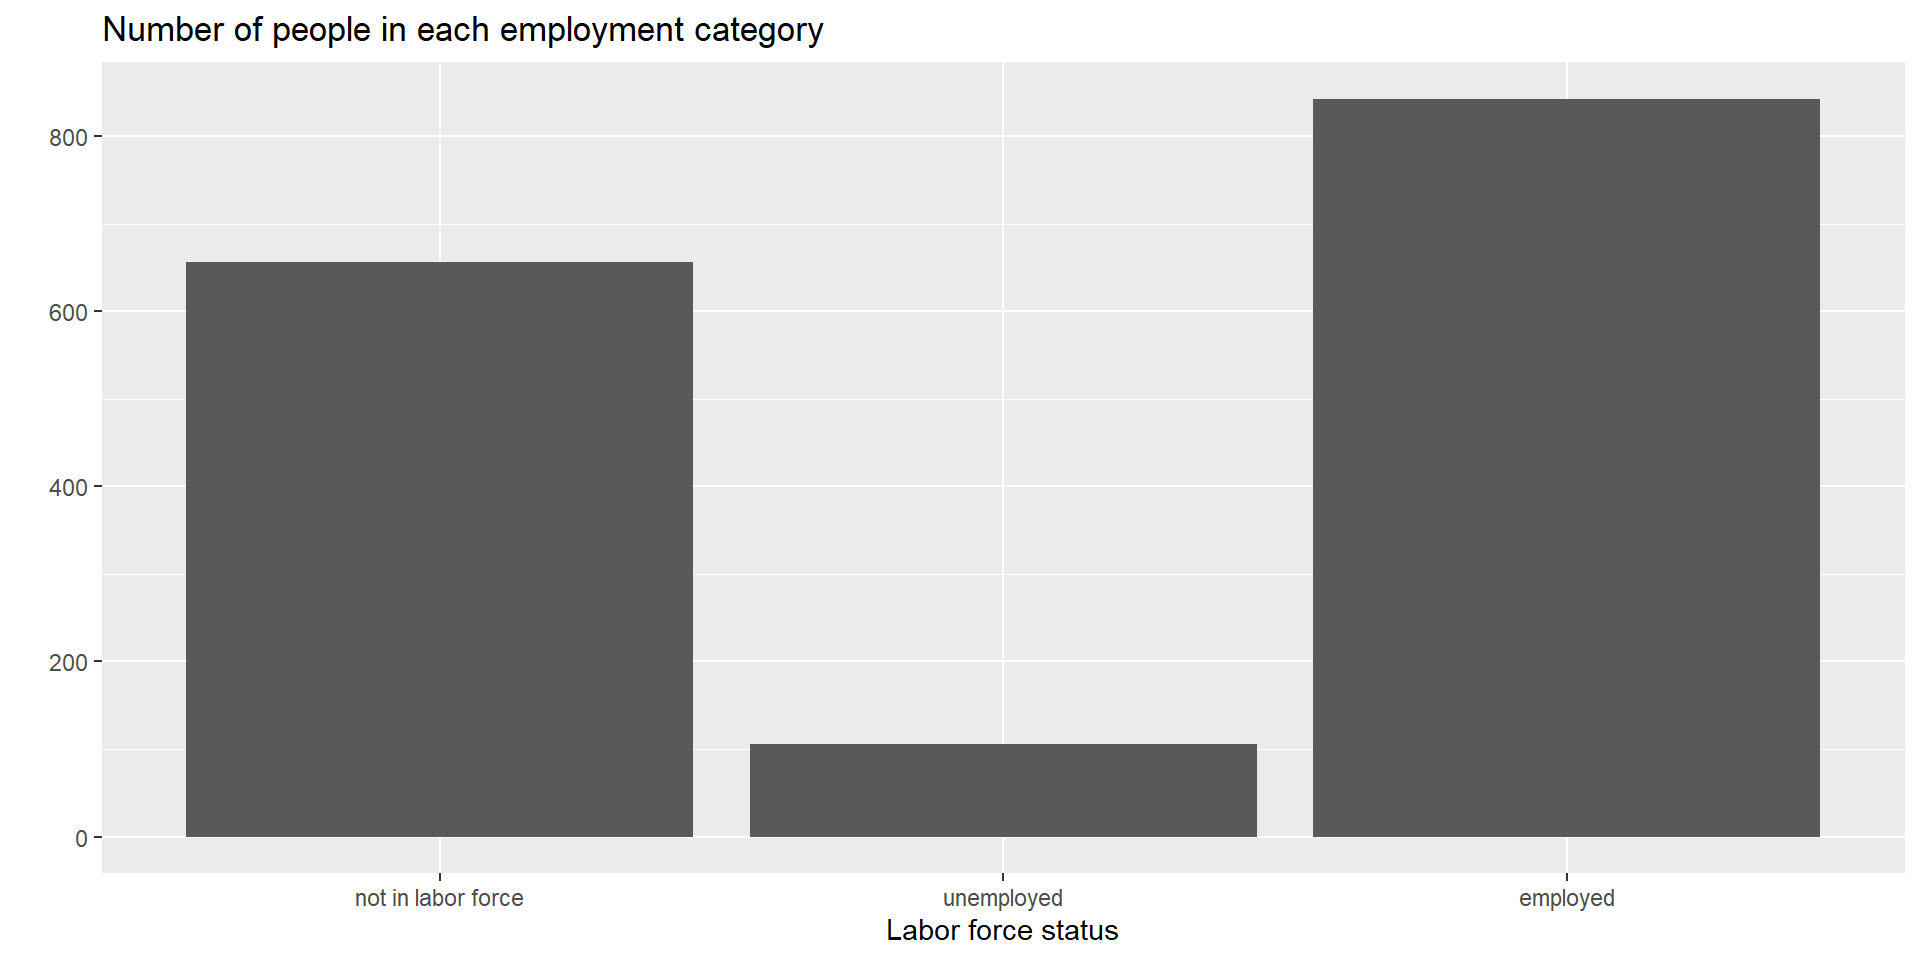 Number of people in each employment category
800
600
400
200
0
not in labor force unemployed employed
Labor force status